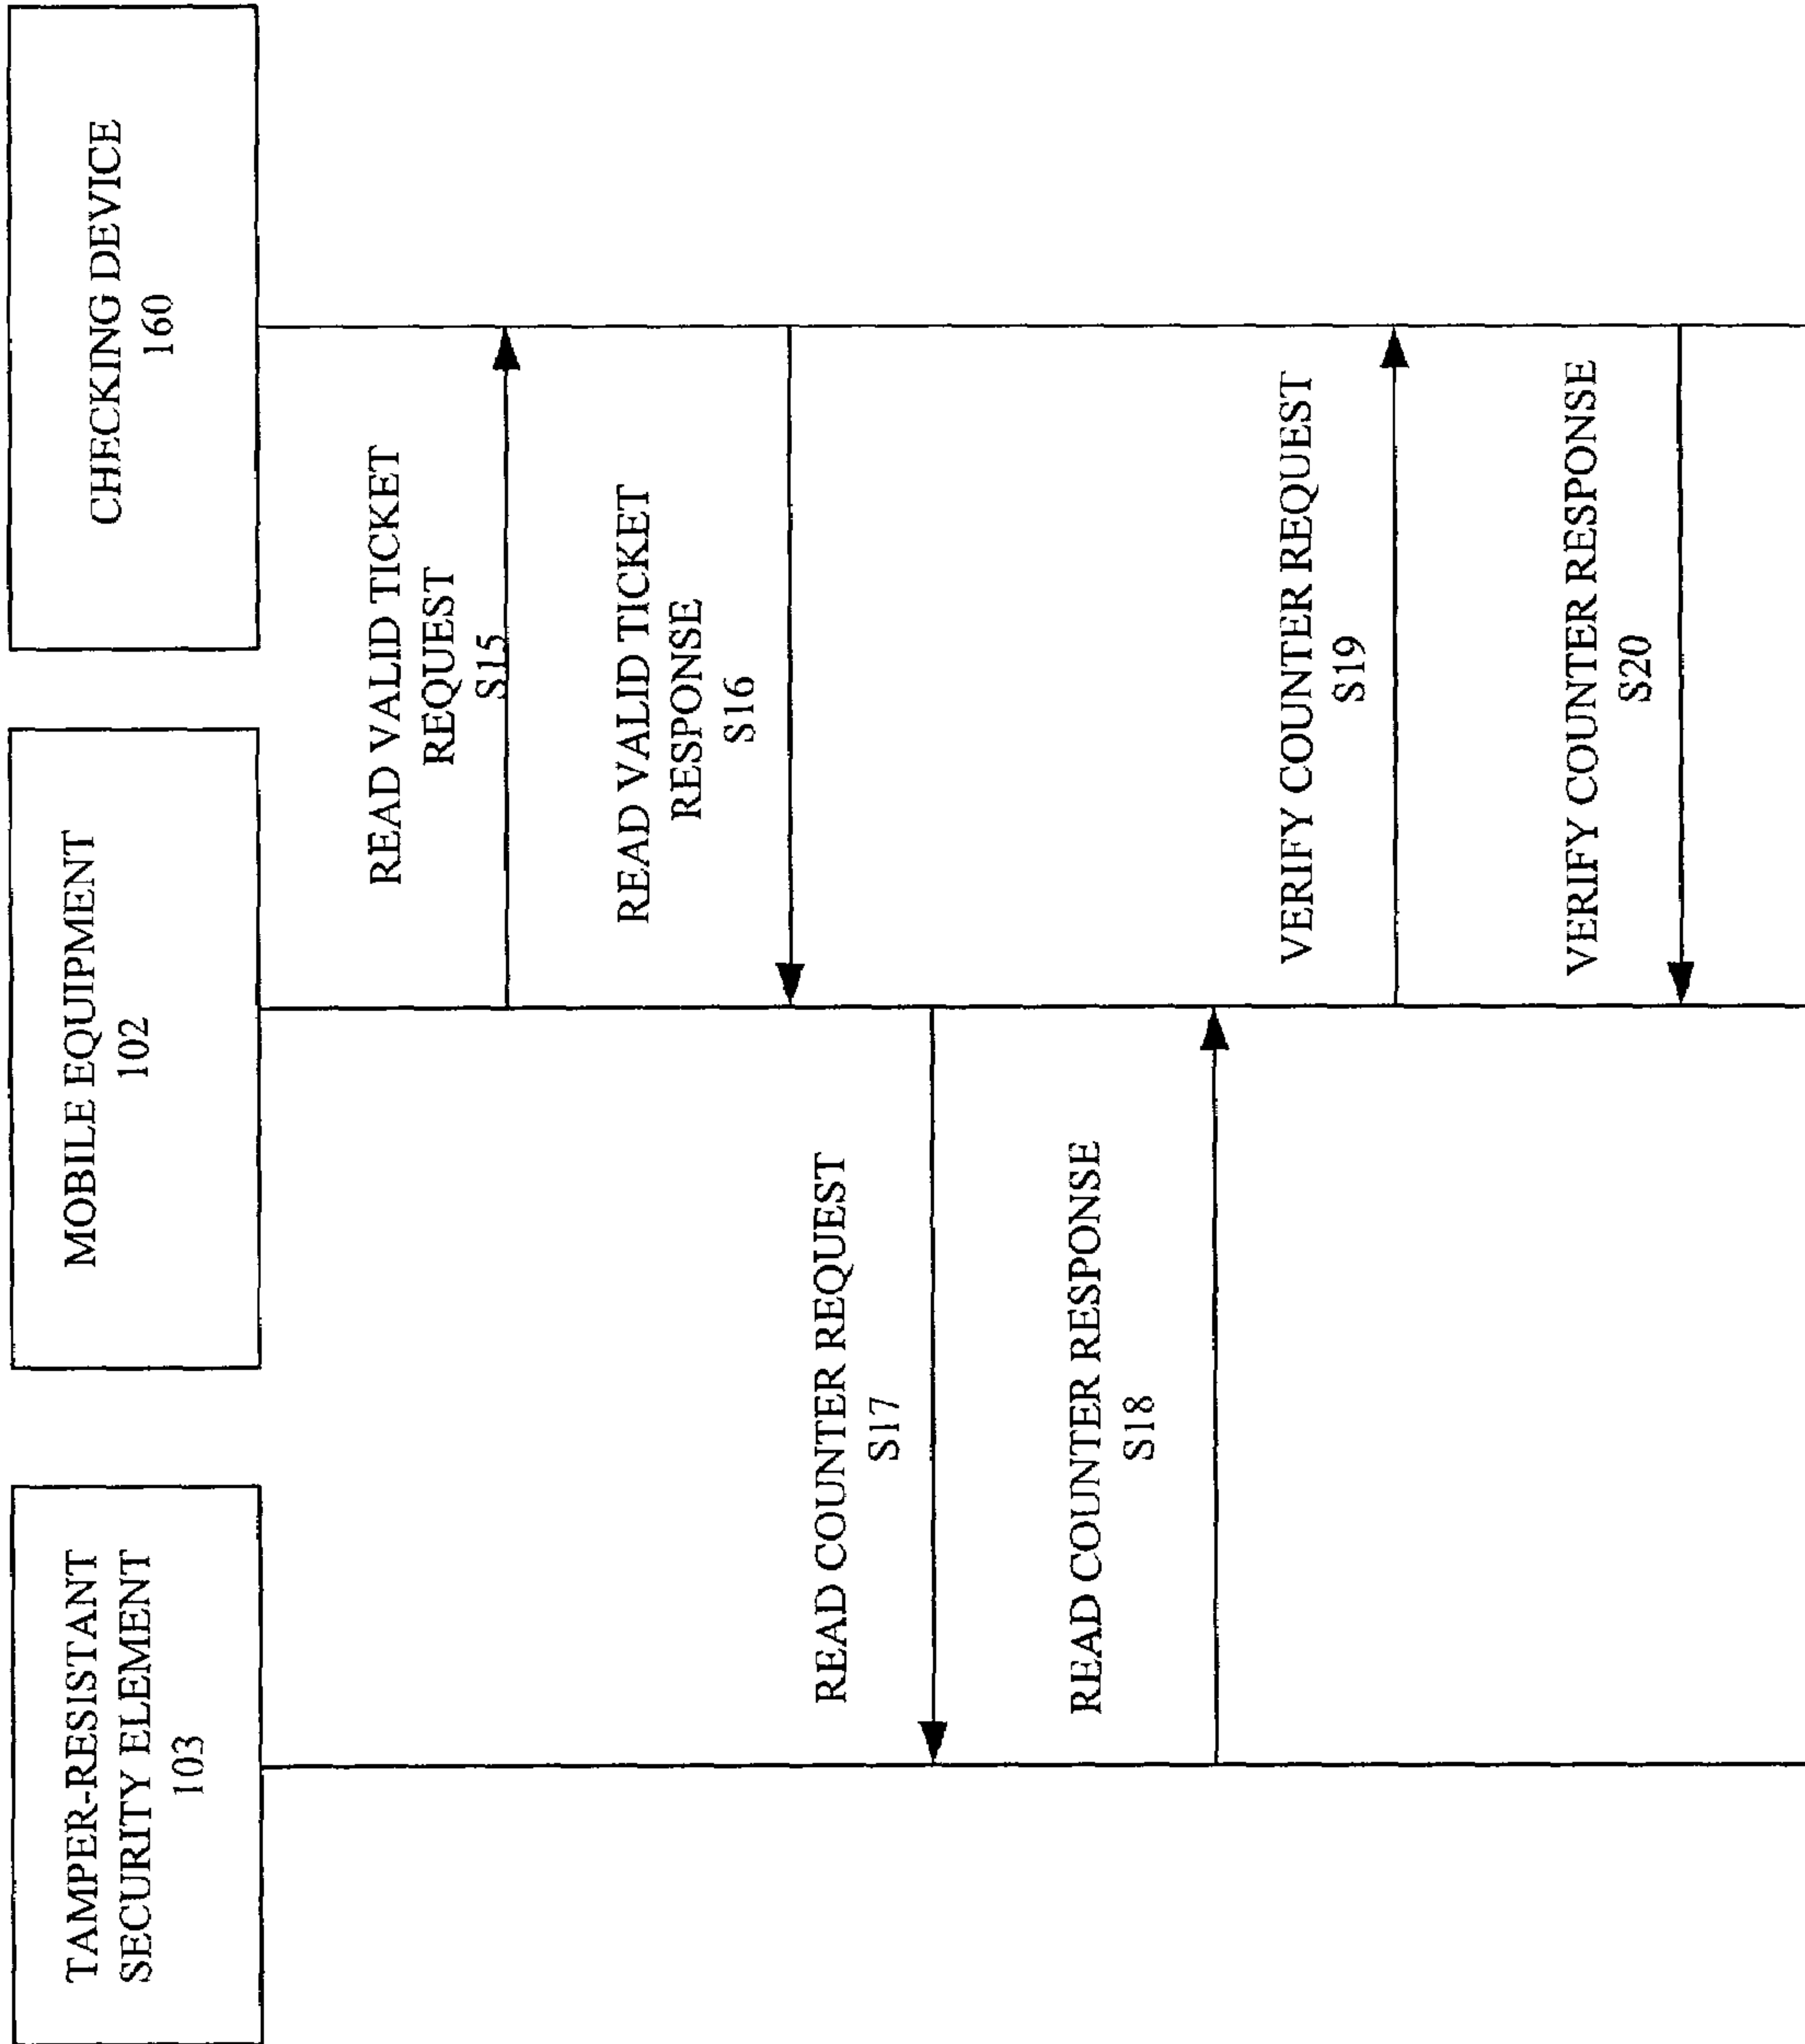 TAMPER-RESISTANT
SECURITY ELEMENT
103
MOBILE EQUIPMENT
102
CHECKING DEVICE
160
READ VALID TICKET
REQUEST
S15
READ VALID TICKET
RESPONSE
S16
READ COUNTER REQUEST
S17
READ COUNTER RESPONSE
S18
VERIFY COUNTER REQUEST
S19
VERIFY COUNTER RESPONSE
S20